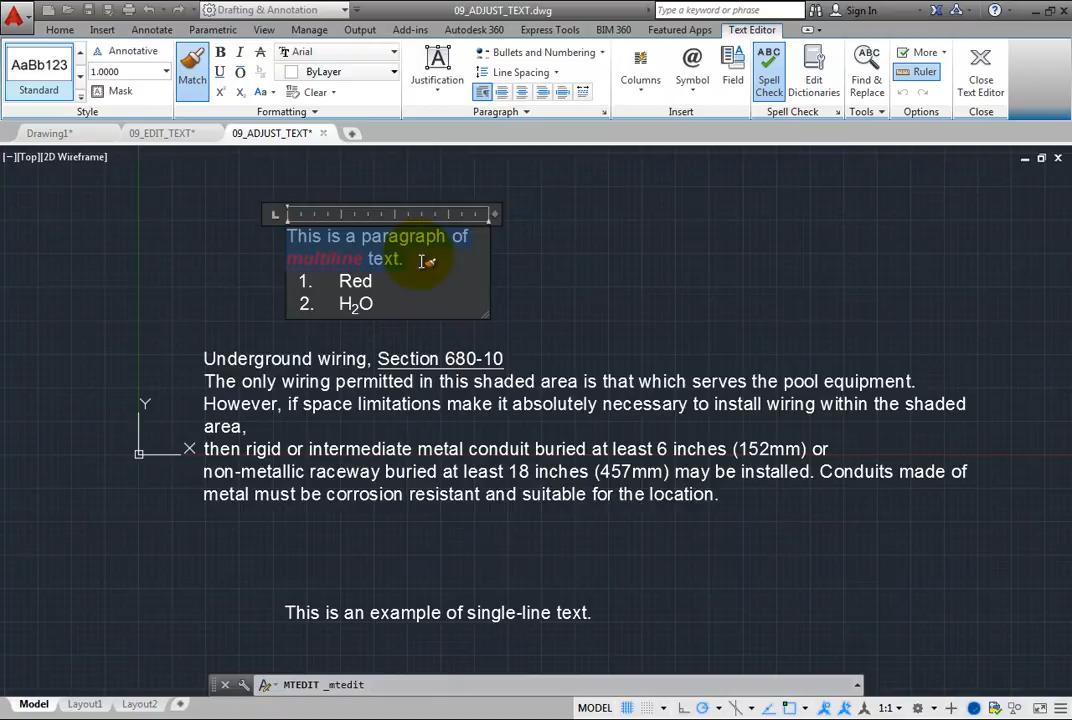 Drafting & Annotation
09_ADJUST_TEXT.dwg
Type a keyword or phrase
Sign In
Home
Insert
Annotate
Parametric
View
Manage
Output
Add-ins
Autodesk 360
Express Tools
BIM 360
Featured Apps
Text Editor
AaBb123
Standard
Annotative
1.0000
Mask
Style
Match
B
I
A
Arial
U
O
ByLayer
X²
X₂
Aa
Clear
Formatting
A
Justification
Bullets and Numbering
Line Spacing
Paragraph
Columns
@
Symbol
Field
Insert
ABC
Spell
Check
Edit
Dictionaries
Spell Check
Find &
Replace
Tools
More
Ruler
Options
Close
Text Editor
Close
Drawing1*
09_EDIT_TEXT*
09_ADJUST_TEXT*
[−][Top][2D Wireframe]
This is a paragraph of
multiline text.
1. Red
2. H₂O
Underground wiring, Section 680-10
The only wiring permitted in this shaded area is that which serves the pool equipment.
However, if space limitations make it absolutely necessary to install wiring within the shaded
area,
then rigid or intermediate metal conduit buried at least 6 inches (152mm) or
non-metallic raceway buried at least 18 inches (457mm) may be installed. Conduits made of
metal must be corrosion resistant and suitable for the location.
Y
X
This is an example of single-line text.
MTEDIT _mtedit
Model
Layout1
Layout2
MODEL
1:1